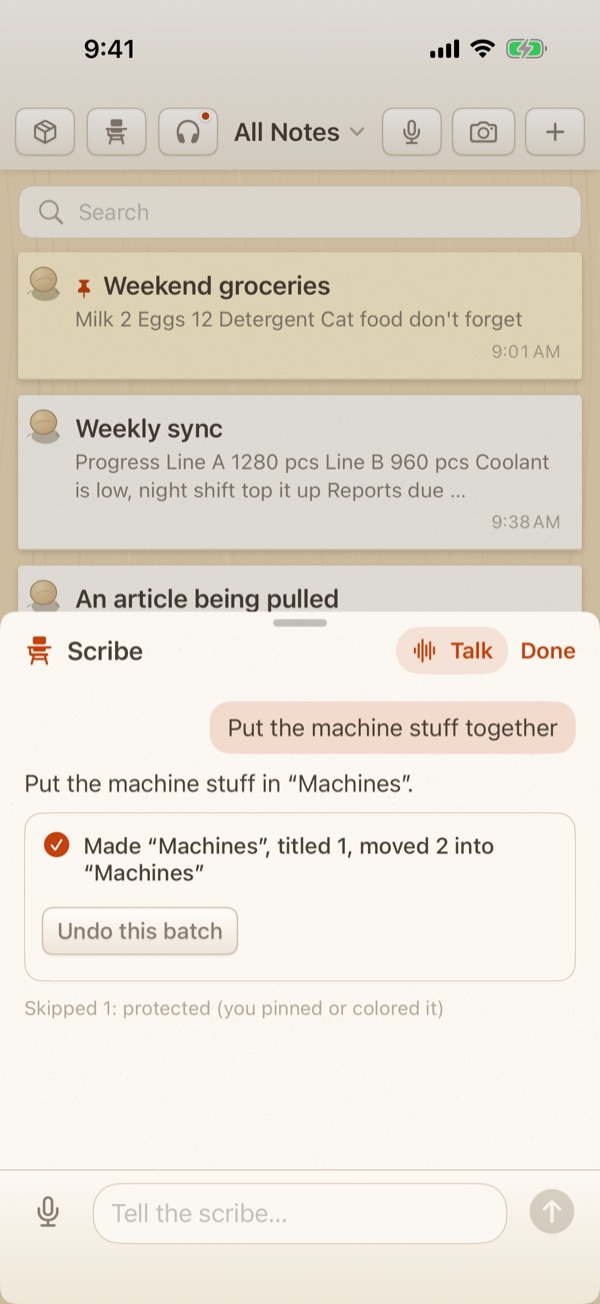 9:41
All Notes
Search
Weekend groceries
Milk 2 Eggs 12 Detergent Cat food don't forget
9:01 AM
Weekly sync
Progress Line A 1280 pcs Line B 960 pcs Coolant
is low, night shift top it up Reports due ...
9:38 AM
An article being pulled
Scribe
Talk
Done
Put the machine stuff together
Put the machine stuff in “Machines”.
Made “Machines”, titled 1, moved 2 into
“Machines”
Undo this batch
Skipped 1: protected (you pinned or colored it)
Tell the scribe...